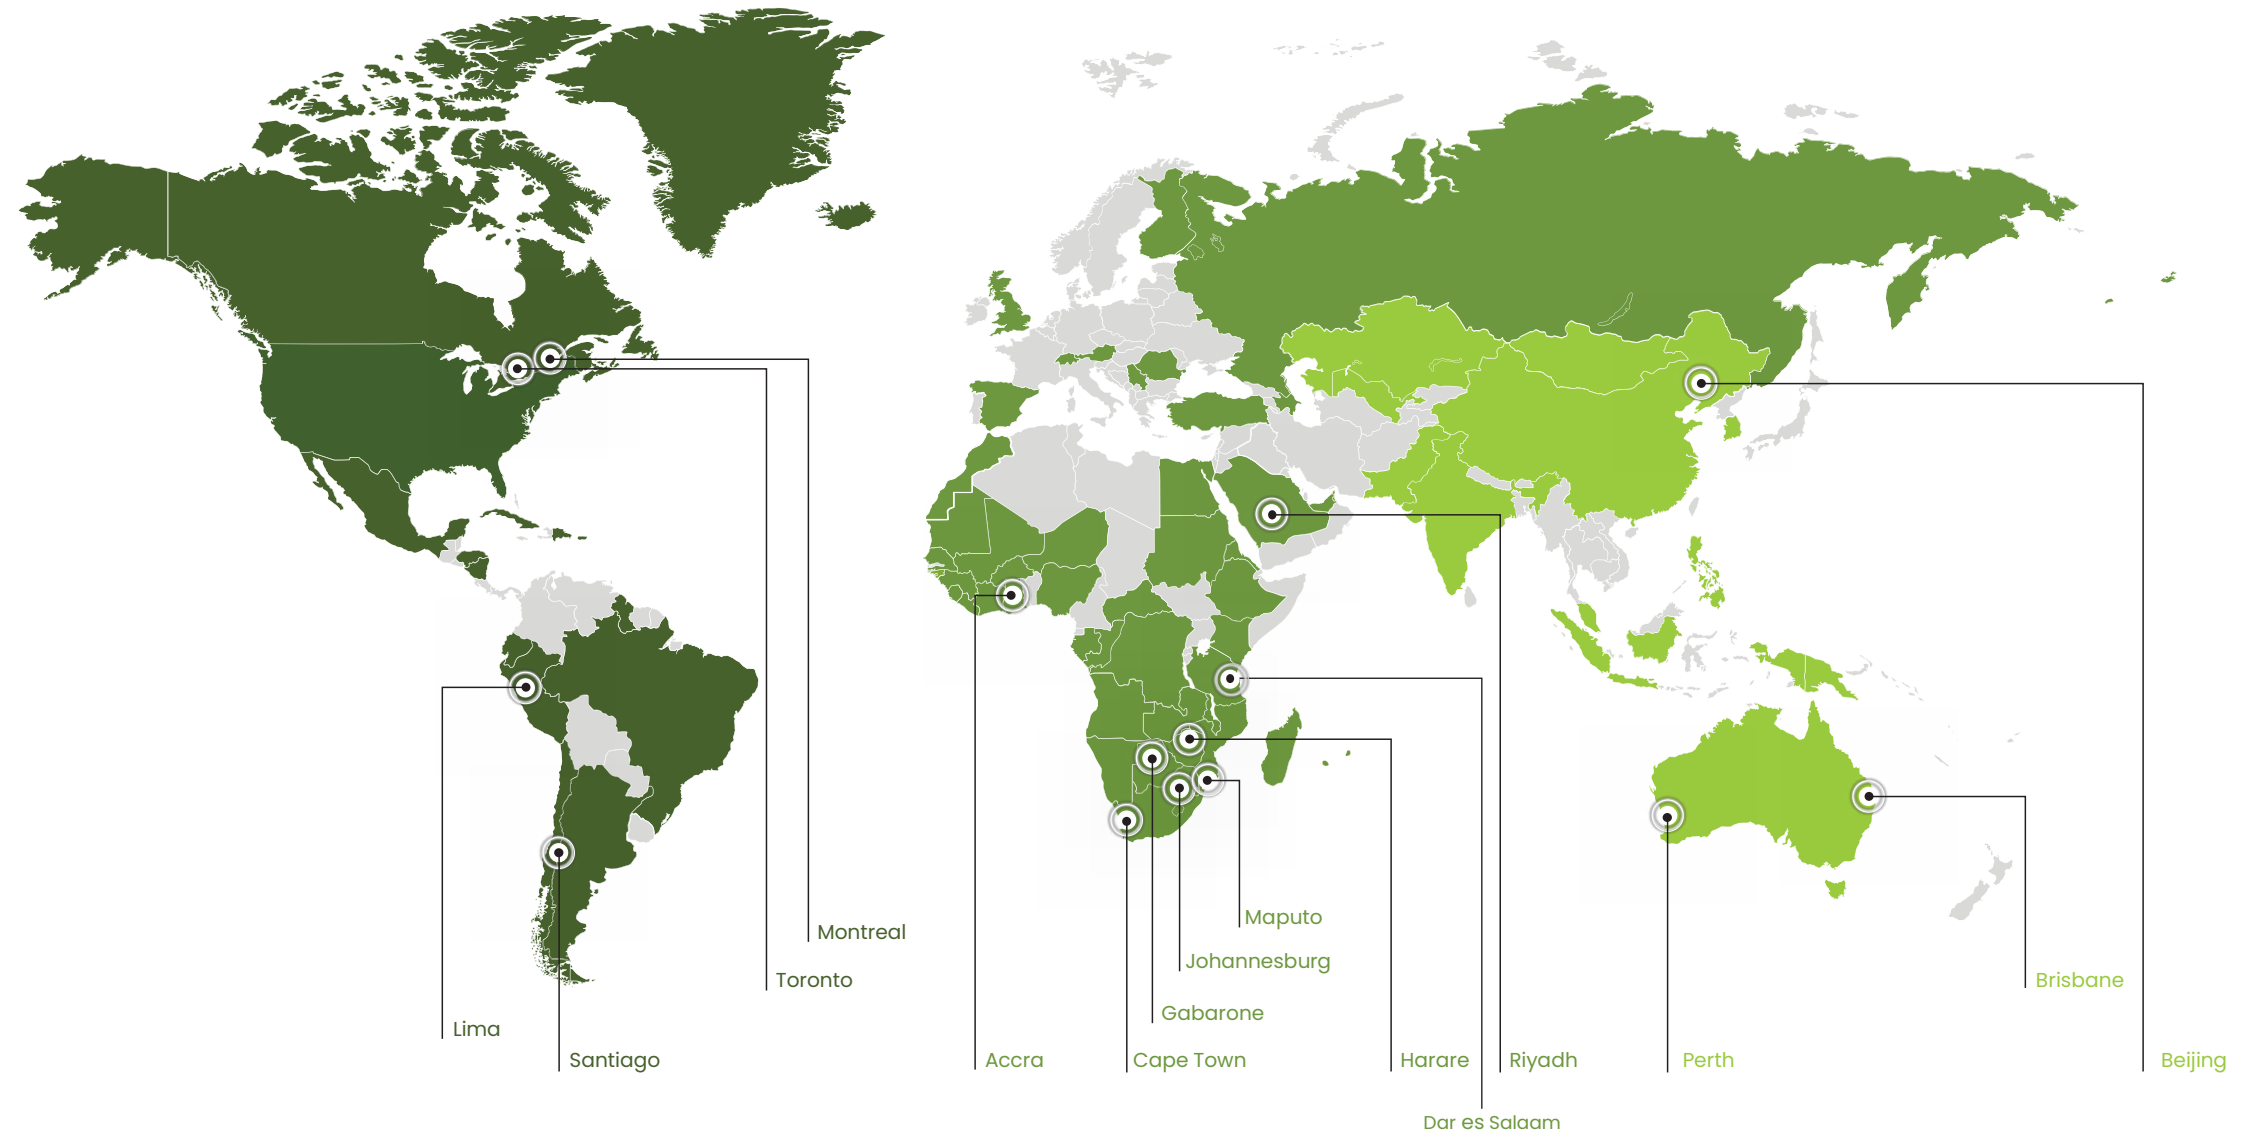 Maputo
Montreal
Johannesburg
Toronto
Brisbane
Gabarone
Lima
Santiago
Accra
Cape Town
Harare
Riyadh
Perth
Beijing
Dar es Salaam